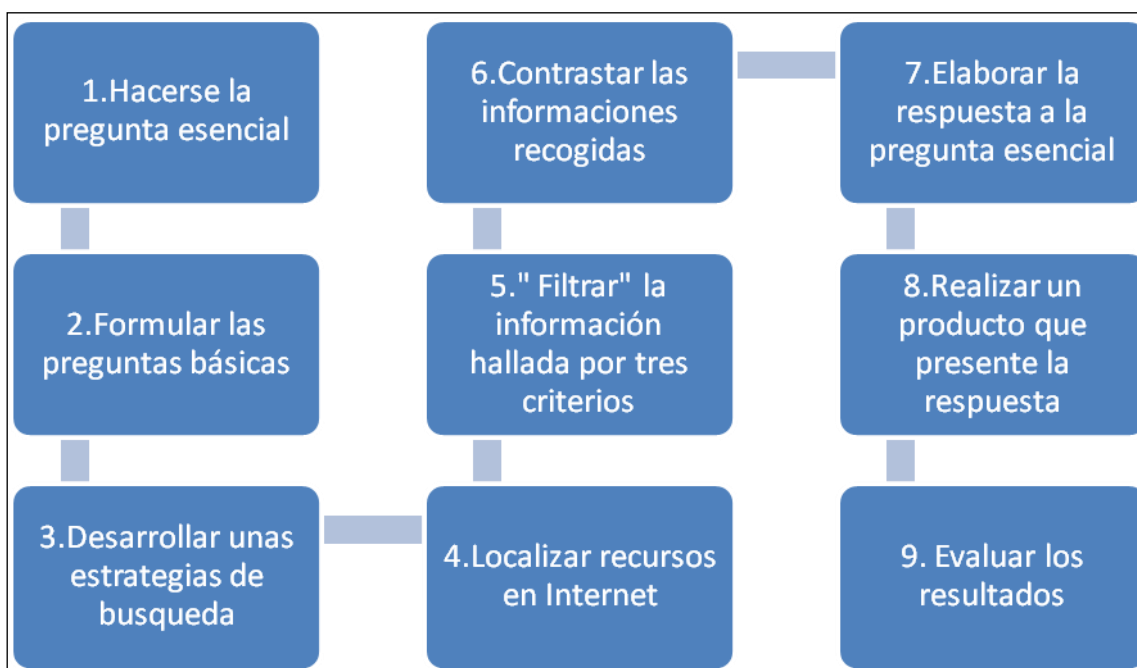 1.Hacerse la
pregunta esencial
2.Formular las
preguntas básicas
3.Desarrollar unas
estrategias de
busqueda
4.Localizar recursos
en Internet
5." Filtrar" la
información
hallada por tres
criterios
6.Contrastar las
informaciones
recogidas
7.Elaborar la
respuesta a la
pregunta esencial
8.Realizar un
producto que
presente la
respuesta
9. Evaluar los
resultados